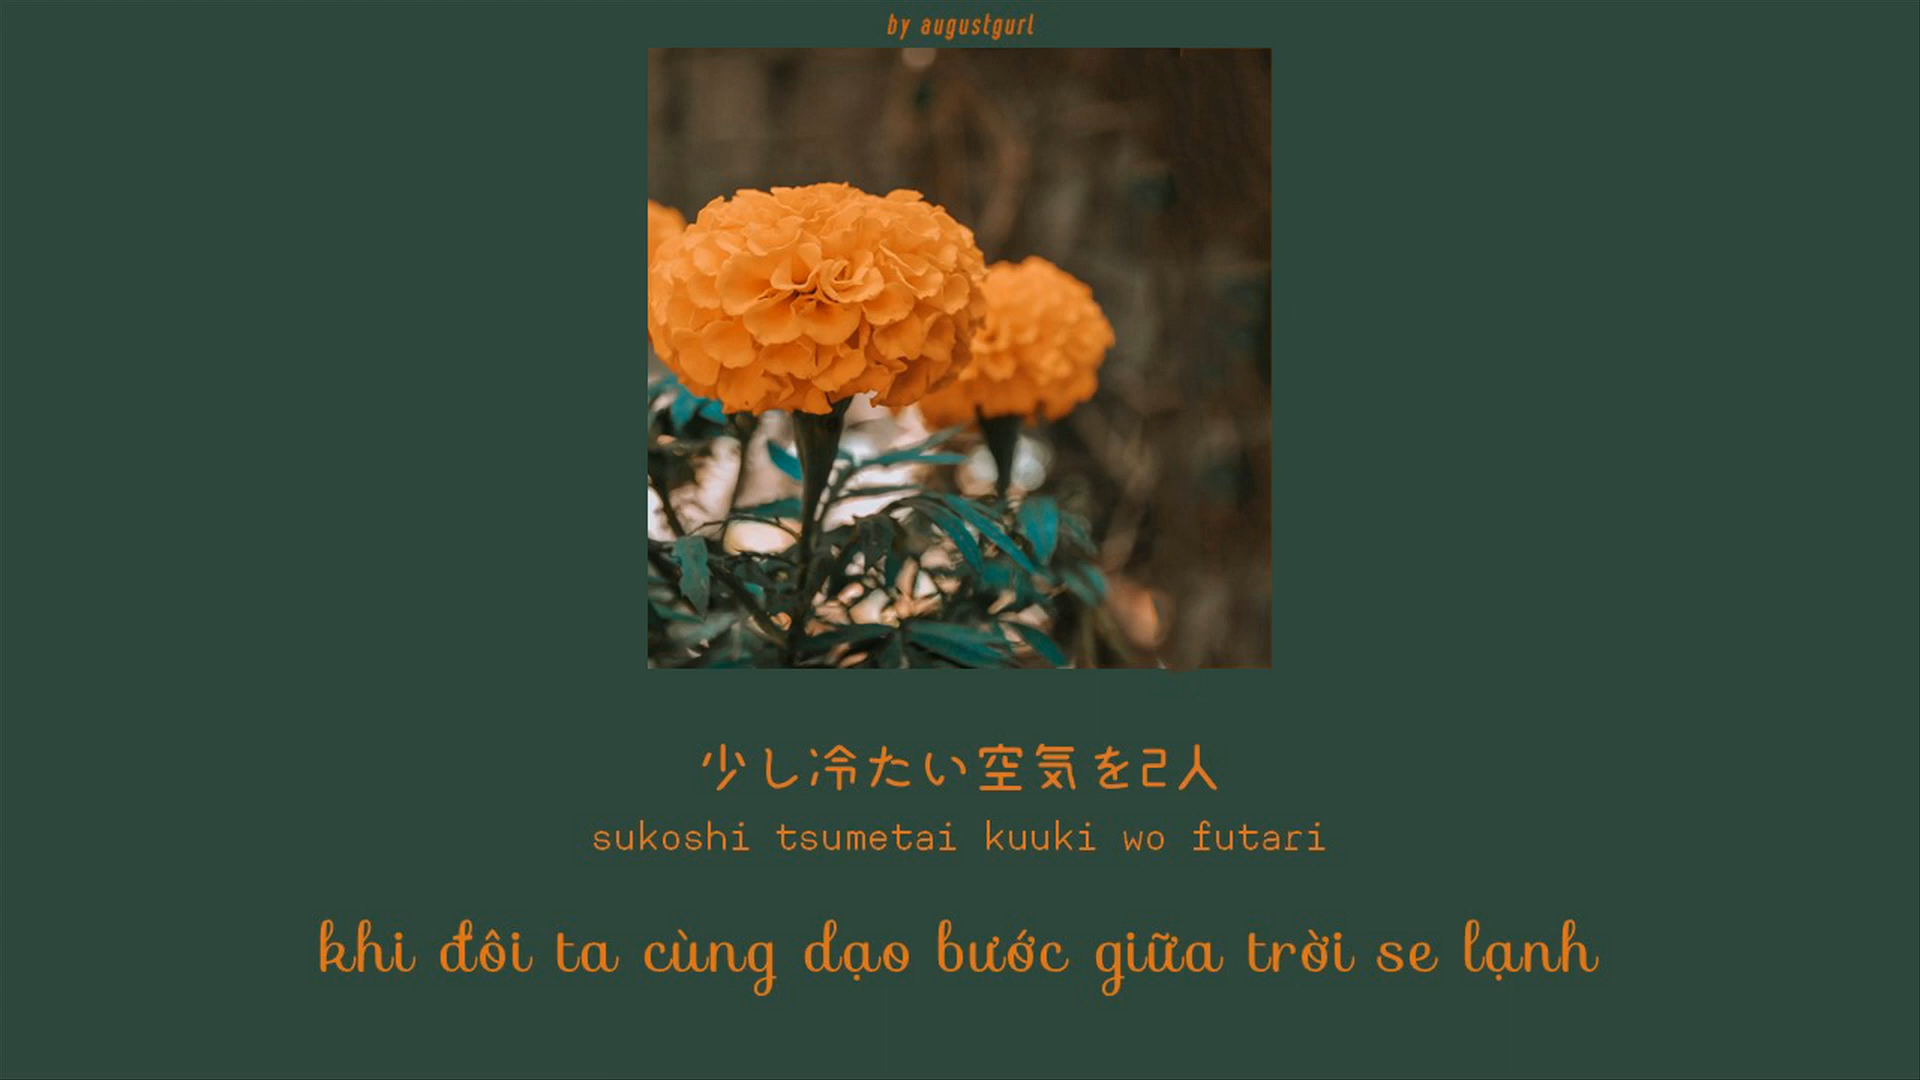 by augustgurl
少し冷たい空気を2人
sukoshi tsumetai kuuki wo futari
khi đôi ta cùng dạo bước giữa trời se lạnh